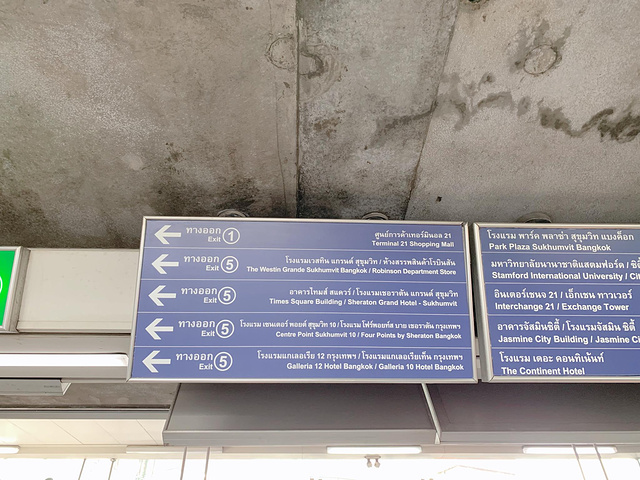 ทางออก ศูนย์การค้าเทอร์มินอล 21
Exit 1 Terminal 21 Shopping Mall
ทางออก โรงแรมเวสทิน แกรนด์ สุขุมวิท / ห้างสรรพสินค้าโรบินสัน
Exit 5 The Westin Grande Sukhumvit Bangkok / Robinson Department Store
ทางออก อาคารไทมส์ สแควร์ / โรงแรมเชอราตัน แกรนด์ สุขุมวิท
Exit 5 Times Square Building / Sheraton Grand Hotel - Sukhumvit
ทางออก โรงแรม เซนเตอร์ พอยต์ สุขุมวิท 10 / โรงแรม โฟร์พอยท์ส บาย เชอราตัน กรุงเทพฯ
Exit 5 Centre Point Sukhumvit 10 / Four Points by Sheraton Bangkok
ทางออก โรงแรมแกลเลอเรีย 12 กรุงเทพฯ / โรงแรมแกลเลอเรียเท็น กรุงเทพฯ
Exit 5 Galleria 12 Hotel Bangkok / Galleria 10 Hotel Bangkok
โรงแรม พาร์ค พลาซ่า สุขุมวิท แบงค็อก
Park Plaza Sukhumvit Bangkok
มหาวิทยาลัยนานาชาติแสตมฟอร์ด / ซิตี้
Stamford International University / Cit
อินเตอร์เชนจ 21 / เอ็กเชน ทาวเวอร์
Interchange 21 / Exchange Tower
อาคารจัสมินซิตี้ / โรงแรมจัสมิน ซิตี้
Jasmine City Building / Jasmine Ci
โรงแรม เดอะ คอนทิเน้นท์
The Continent Hotel